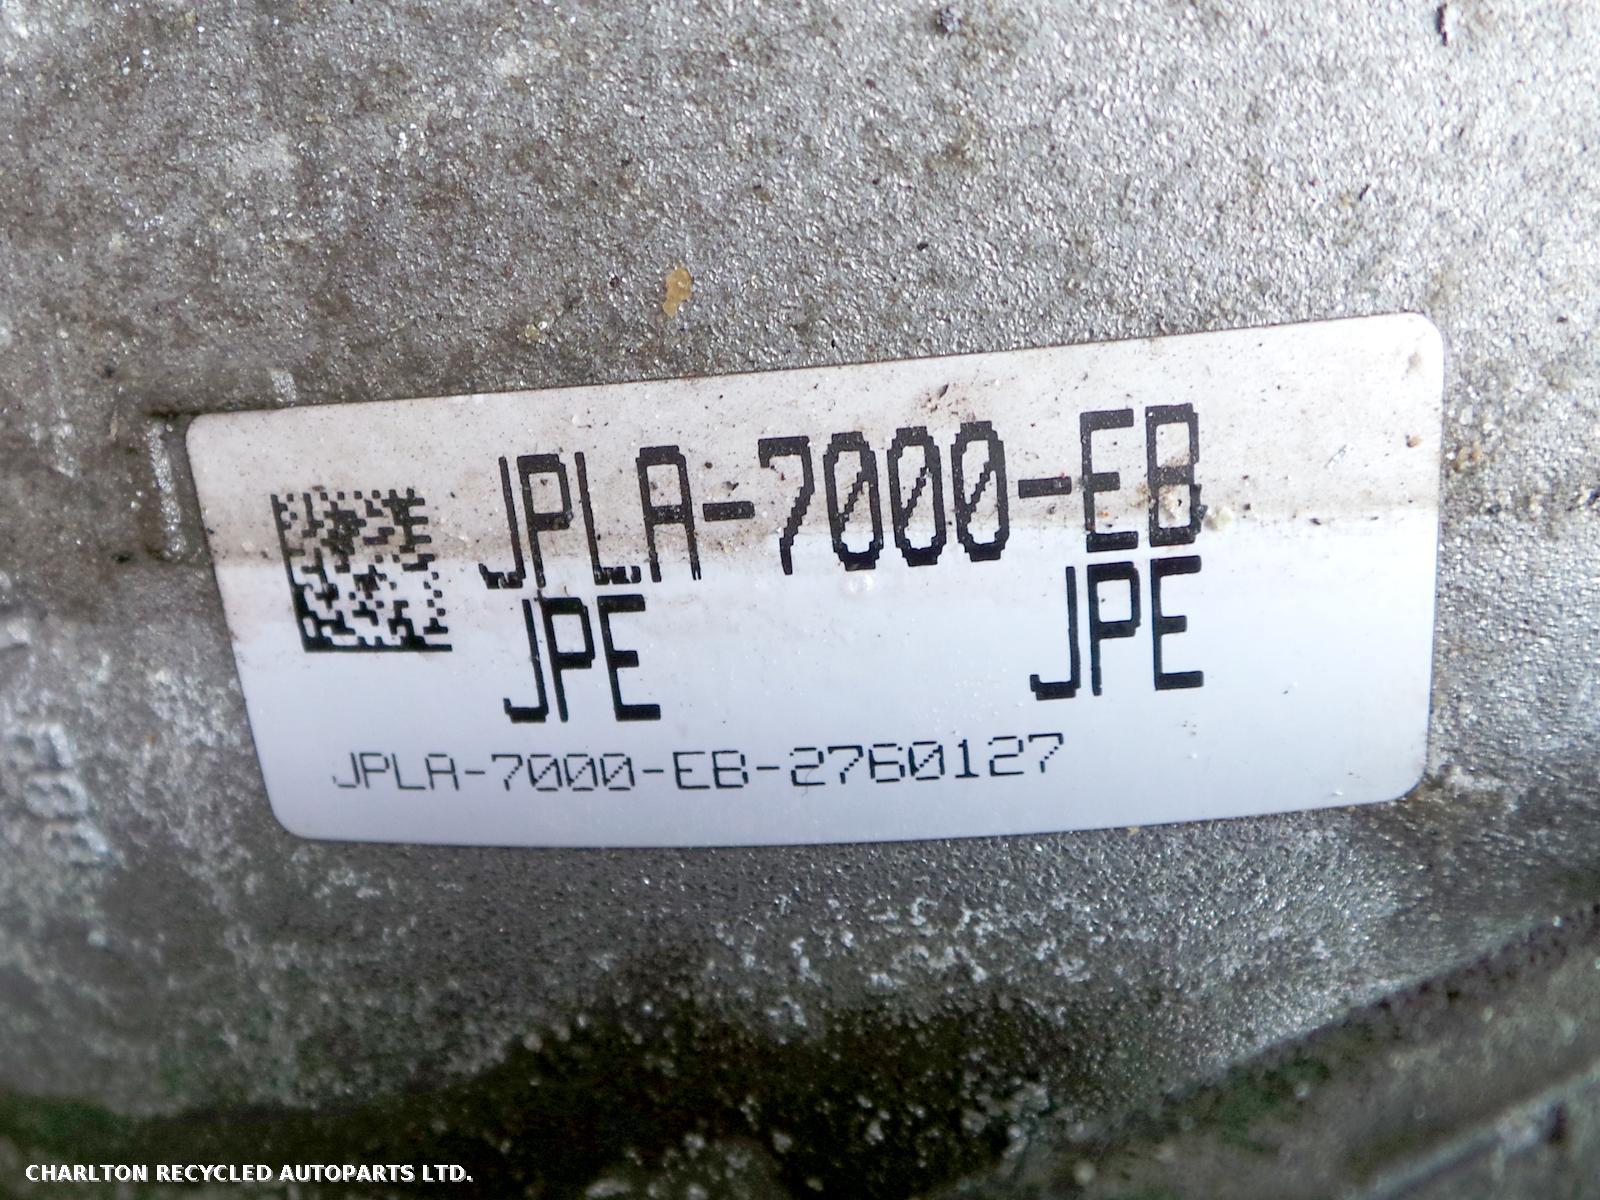 JPLA-7000-EB
JPE JPE
JPLA-7000-EB-2760127
CHARLTON RECYCLED AUTOPARTS LTD.